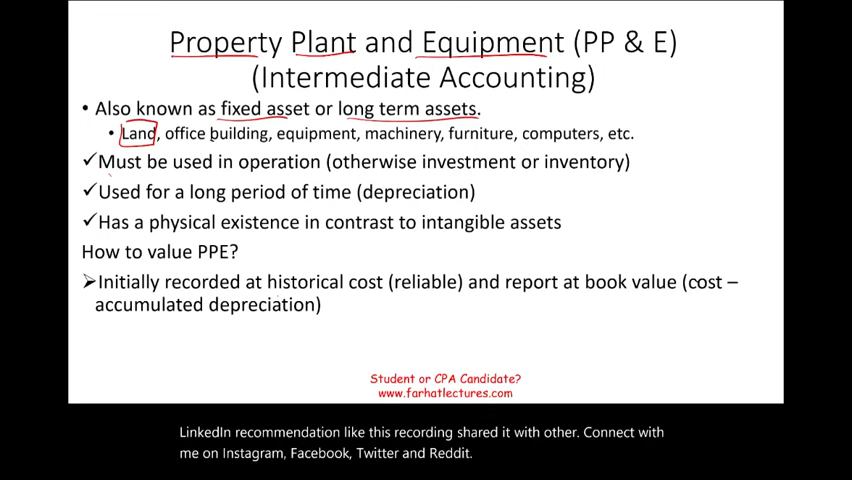 Property Plant and Equipment (PP & E)
(Intermediate Accounting)
• Also known as fixed asset or long term assets.
• Land, office building, equipment, machinery, furniture, computers, etc.
✓Must be used in operation (otherwise investment or inventory)
✓Used for a long period of time (depreciation)
✓Has a physical existence in contrast to intangible assets
How to value PPE?
➢Initially recorded at historical cost (reliable) and report at book value (cost –
accumulated depreciation)
Student or CPA Candidate?
www.farhatlectures.com
LinkedIn recommendation like this recording shared it with other. Connect with
me on Instagram, Facebook, Twitter and Reddit.